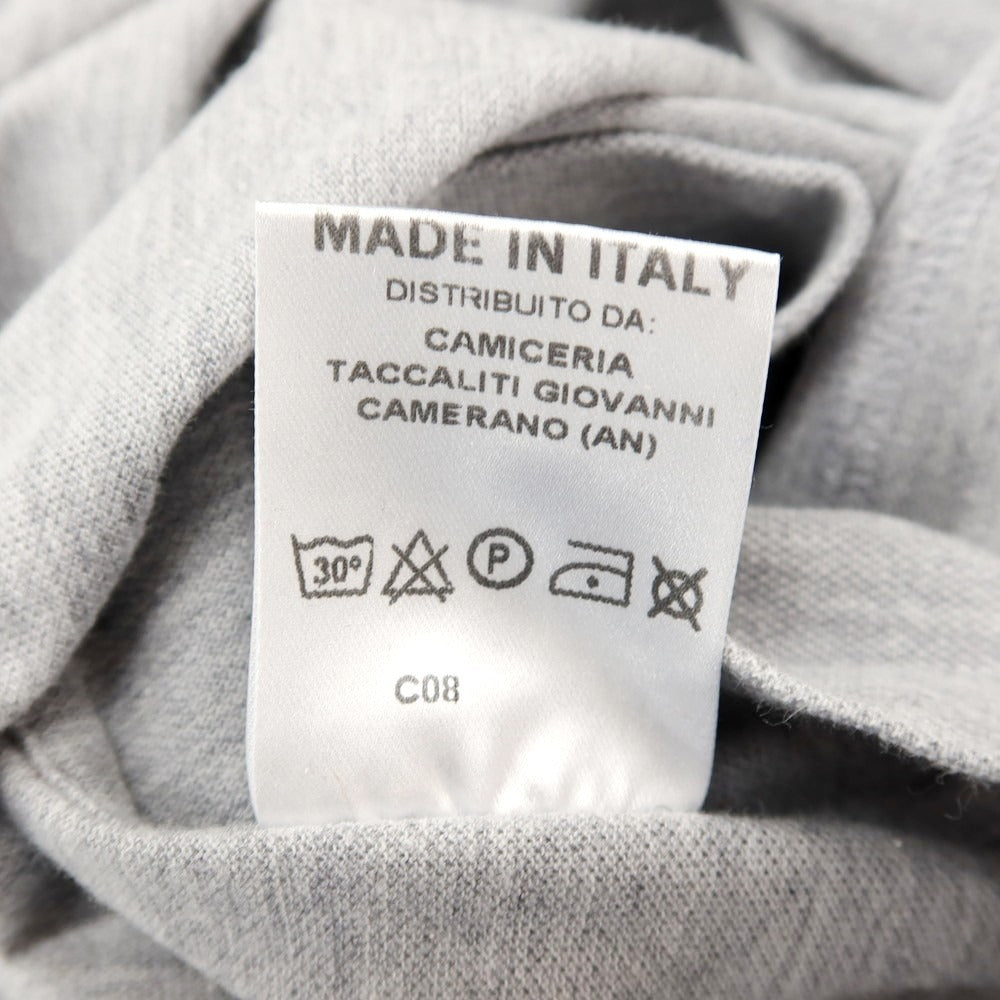 MADE IN ITALY
DISTRIBUITO DA:
CAMICERIA
TACCALITI GIOVANNI
CAMERANO (AN)
30° P
C08